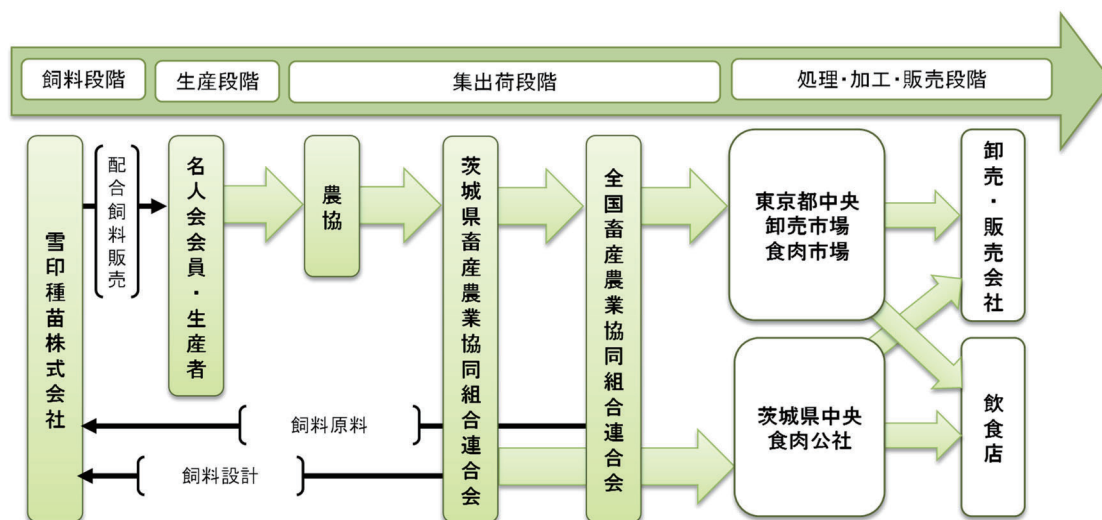 飼料段階
生産段階
集出荷段階
処理・加工・販売段階
雪印種苗株式会社
配合飼料販売
名人会会員・生産者
農協
茨城県畜産農業協同組合連合会
全国畜産農業協同組合連合会
東京都中央
卸売市場
食肉市場
卸売・販売会社
茨城県中央
食肉公社
飲食店
飼料原料
飼料設計